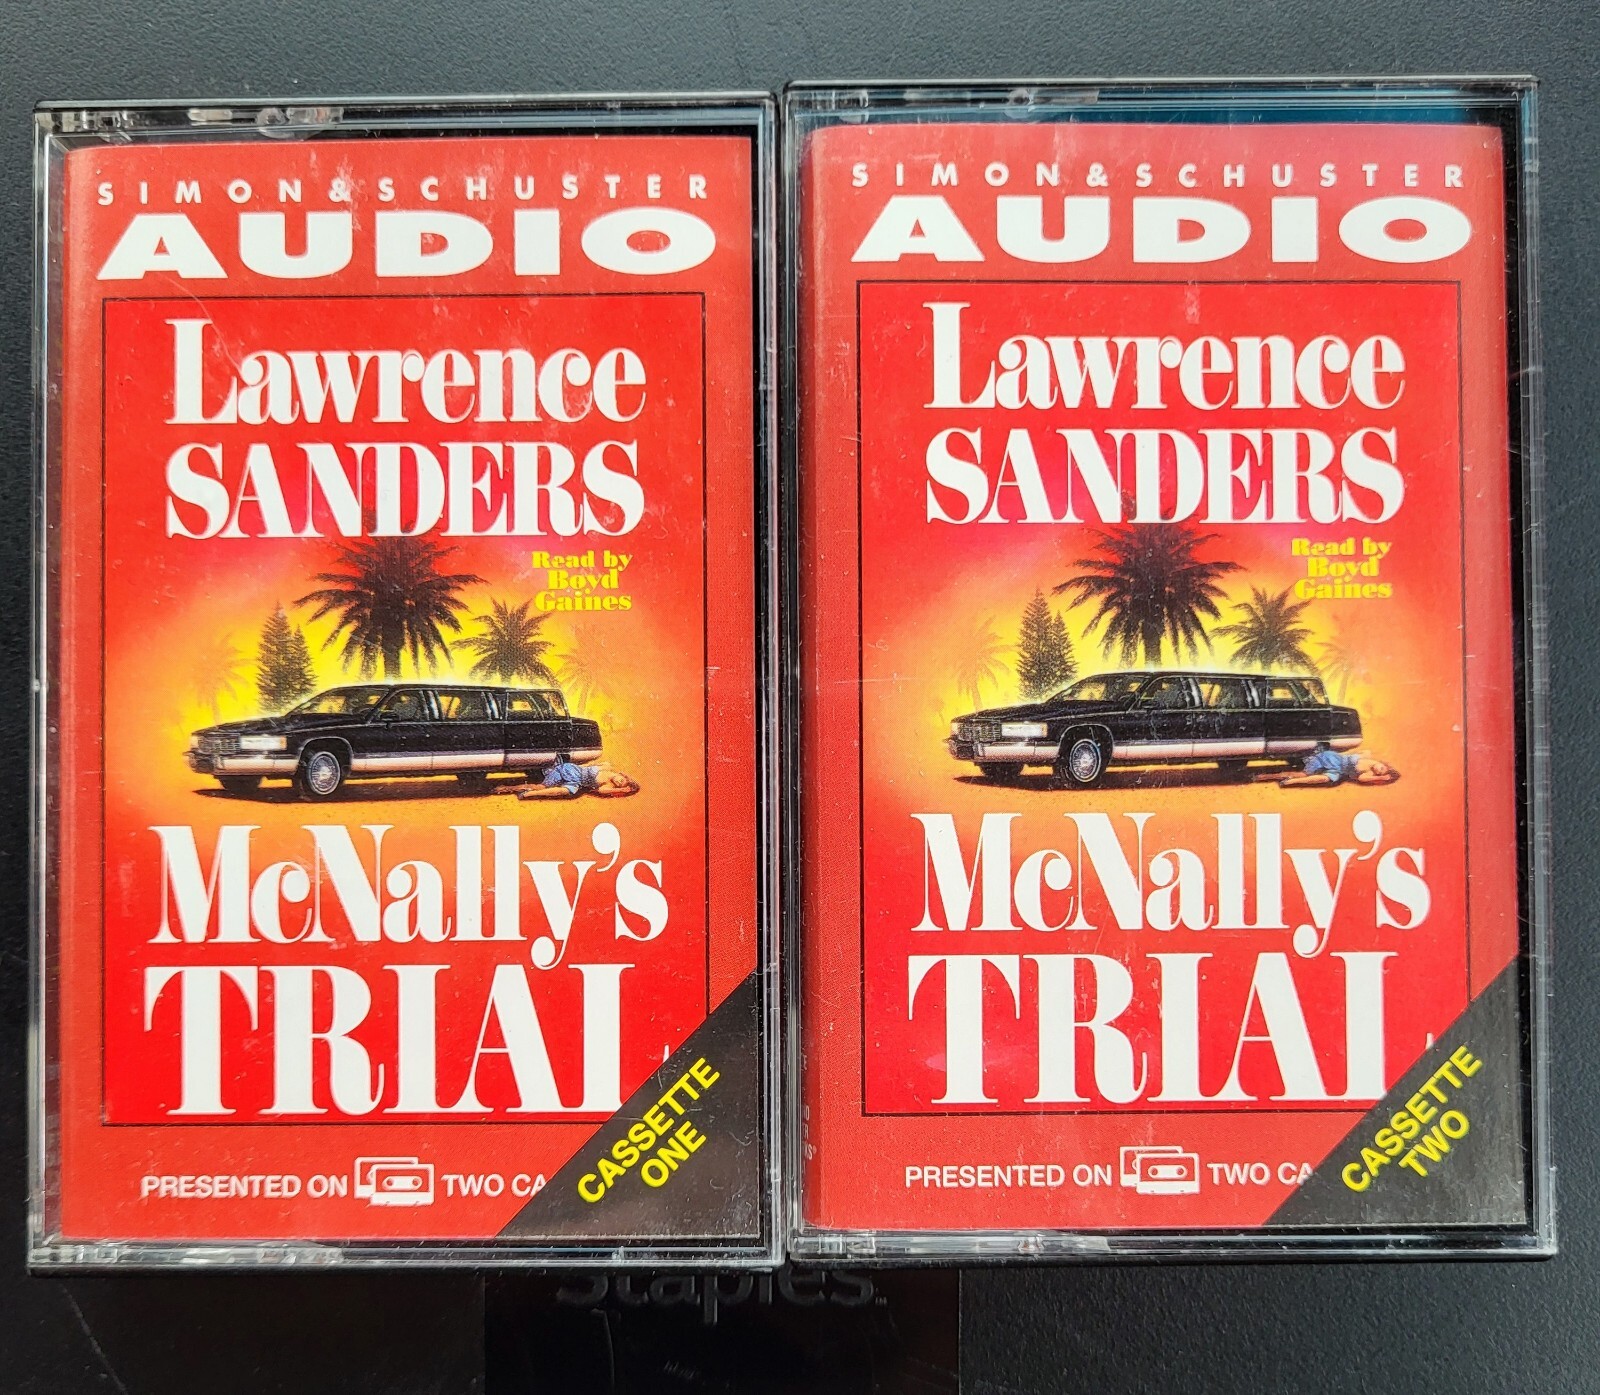 SIMON & SCHUSTER
AUDIO
Lawrence
SANDERS
Read by
Boyd
Gaines
McNally's
TRIAL
PRESENTED ON TWO CA
CASSETTE
ONE
SIMON & SCHUSTER
AUDIO
Lawrence
SANDERS
Read by
Boyd
Gaines
McNally's
TRIAL
PRESENTED ON TWO CA
CASSETTE
TWO
Staples